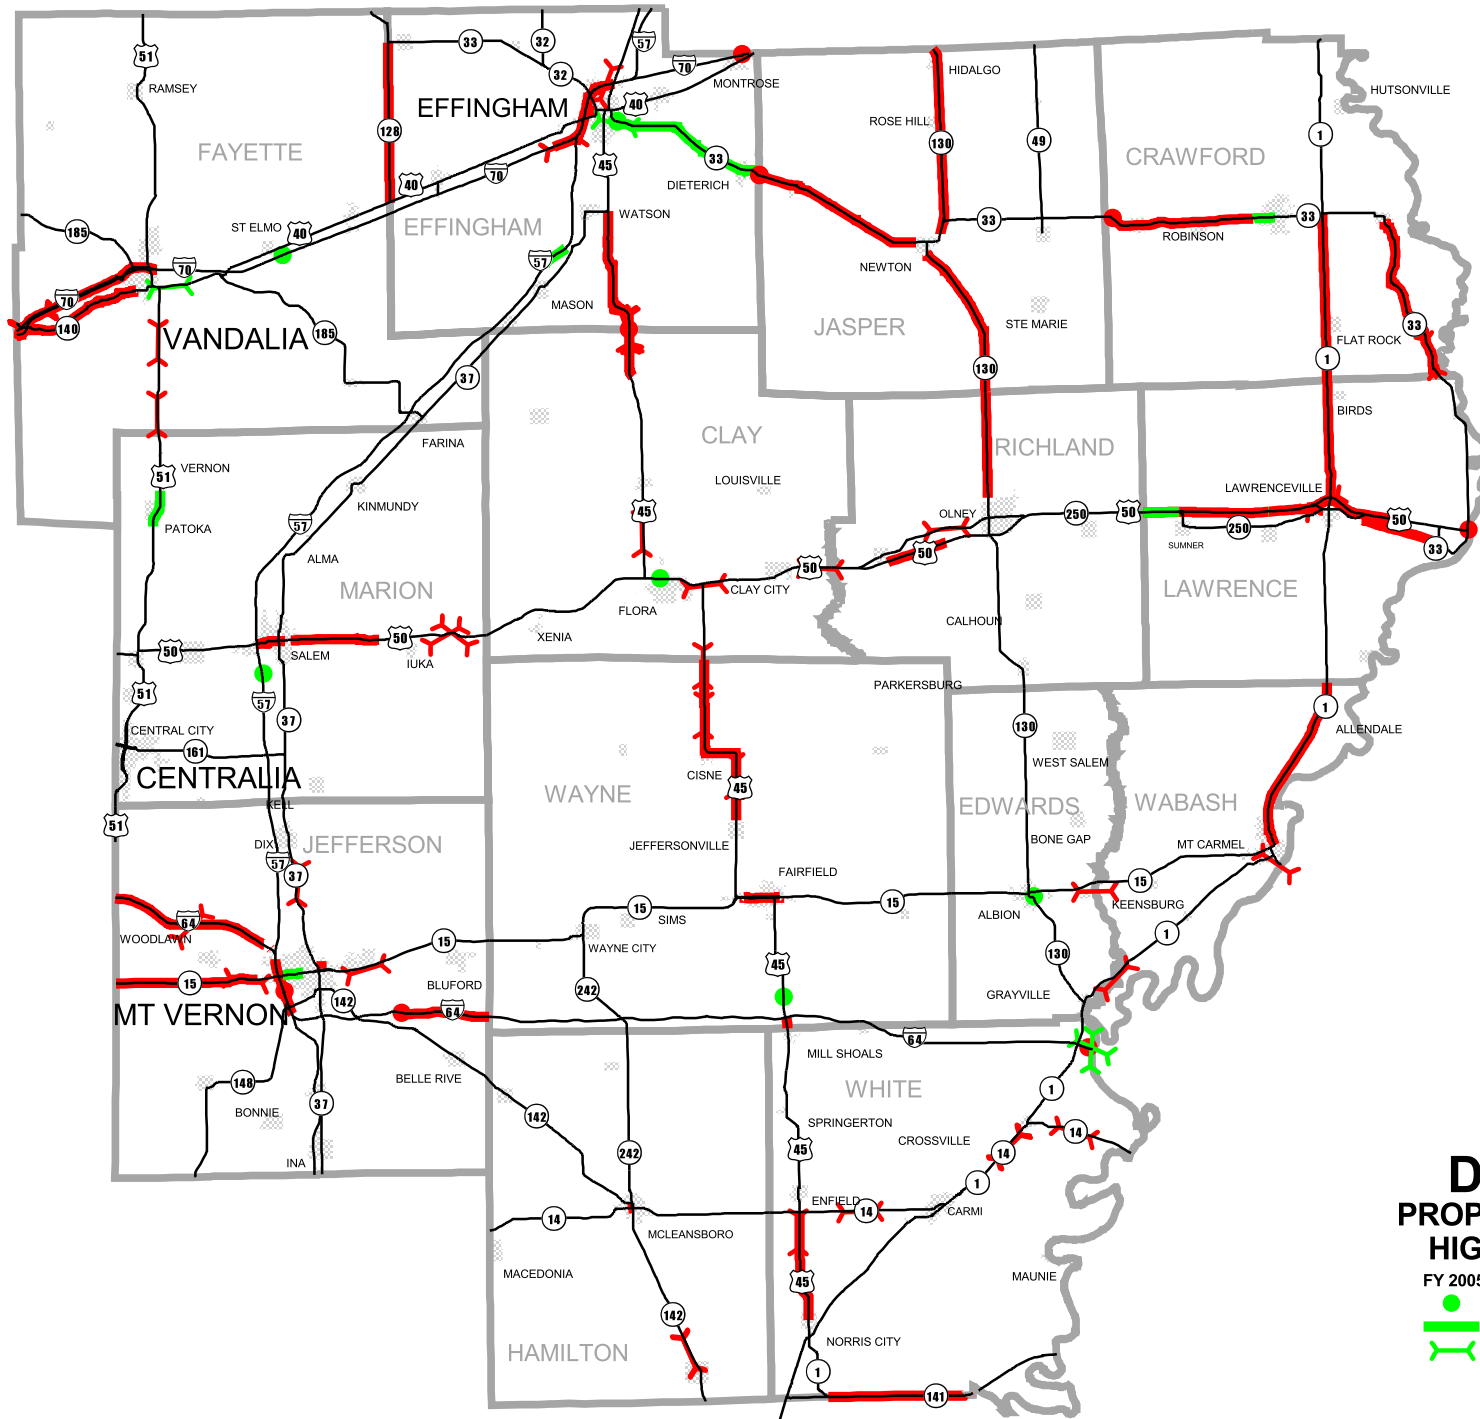 51
33
32
57
RAMSEY
32
70
MONTROSE
HIDALGO
HUTSONVILLE
EFFINGHAM
40
ROSE HILL
128
FAYETTE
130
49
1
CRAWFORD
45
33
DIETERICH
40
70
WATSON
185
ST ELMO
40
EFFINGHAM
33
33
ROBINSON
70
57
NEWTON
70
MASON
140
VANDALIA
185
JASPER
STE MARIE
33
FLAT ROCK
1
37
130
BIRDS
FARINA
CLAY
RICHLAND
VERNON
51
LOUISVILLE
LAWRENCEVILLE
KINMUNDY
45
OLNEY
250
50
PATOKA
57
250
50
SUMNER
33
ALMA
50
50
MARION
CLAY CITY
LAWRENCE
FLORA
CALHOUN
50
50
XENIA
SALEM
IUKA
51
57
PARKERSBURG
1
37
130
ALLENDALE
CENTRAL CITY
161
WEST SALEM
CENTRALIA
CISNE
45
WAYNE
EDWARDS
WABASH
KELL
51
DIX
JEFFERSON
JEFFERSONVILLE
BONE GAP
MT CARMEL
57
37
FAIRFIELD
15
15
15
KEENSBURG
64
SIMS
ALBION
WOODLAWN
15
WAYNE CITY
1
45
130
15
BLUFORD
242
GRAYVILLE
142
MT VERNON
64
64
MILL SHOALS
148
BELLE RIVE
WHITE
1
37
BONNIE
142
SPRINGERTON
CROSSVILLE
14
45
242
14
INA
1
ENFIELD
14
14
CARMI
MCLEANSBORO
MACEDONIA
45
MAUNIE
142
HAMILTON
NORRIS CITY
1
141
D
PROP
HIG
FY 2005